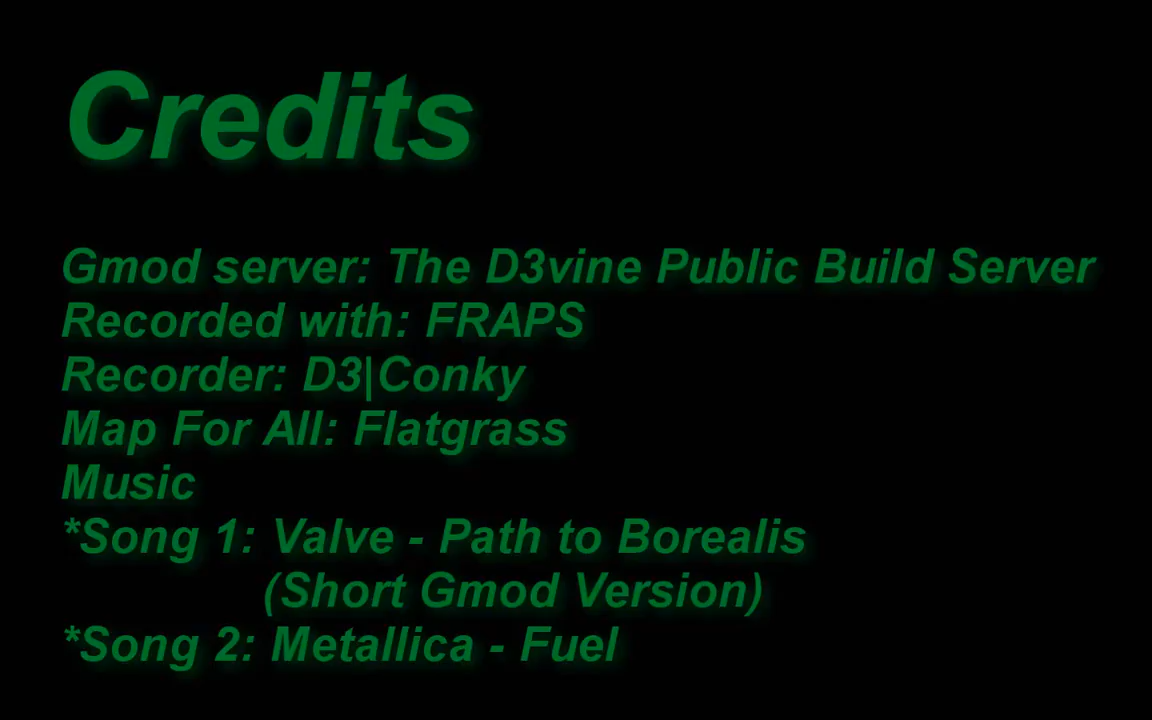 Credits
Gmod server: The D3vine Public Build Server
Recorded with: FRAPS
Recorder: D3|Conky
Map For All: Flatgrass
Music
*Song 1: Valve - Path to Borealis
(Short Gmod Version)
*Song 2: Metallica - Fuel